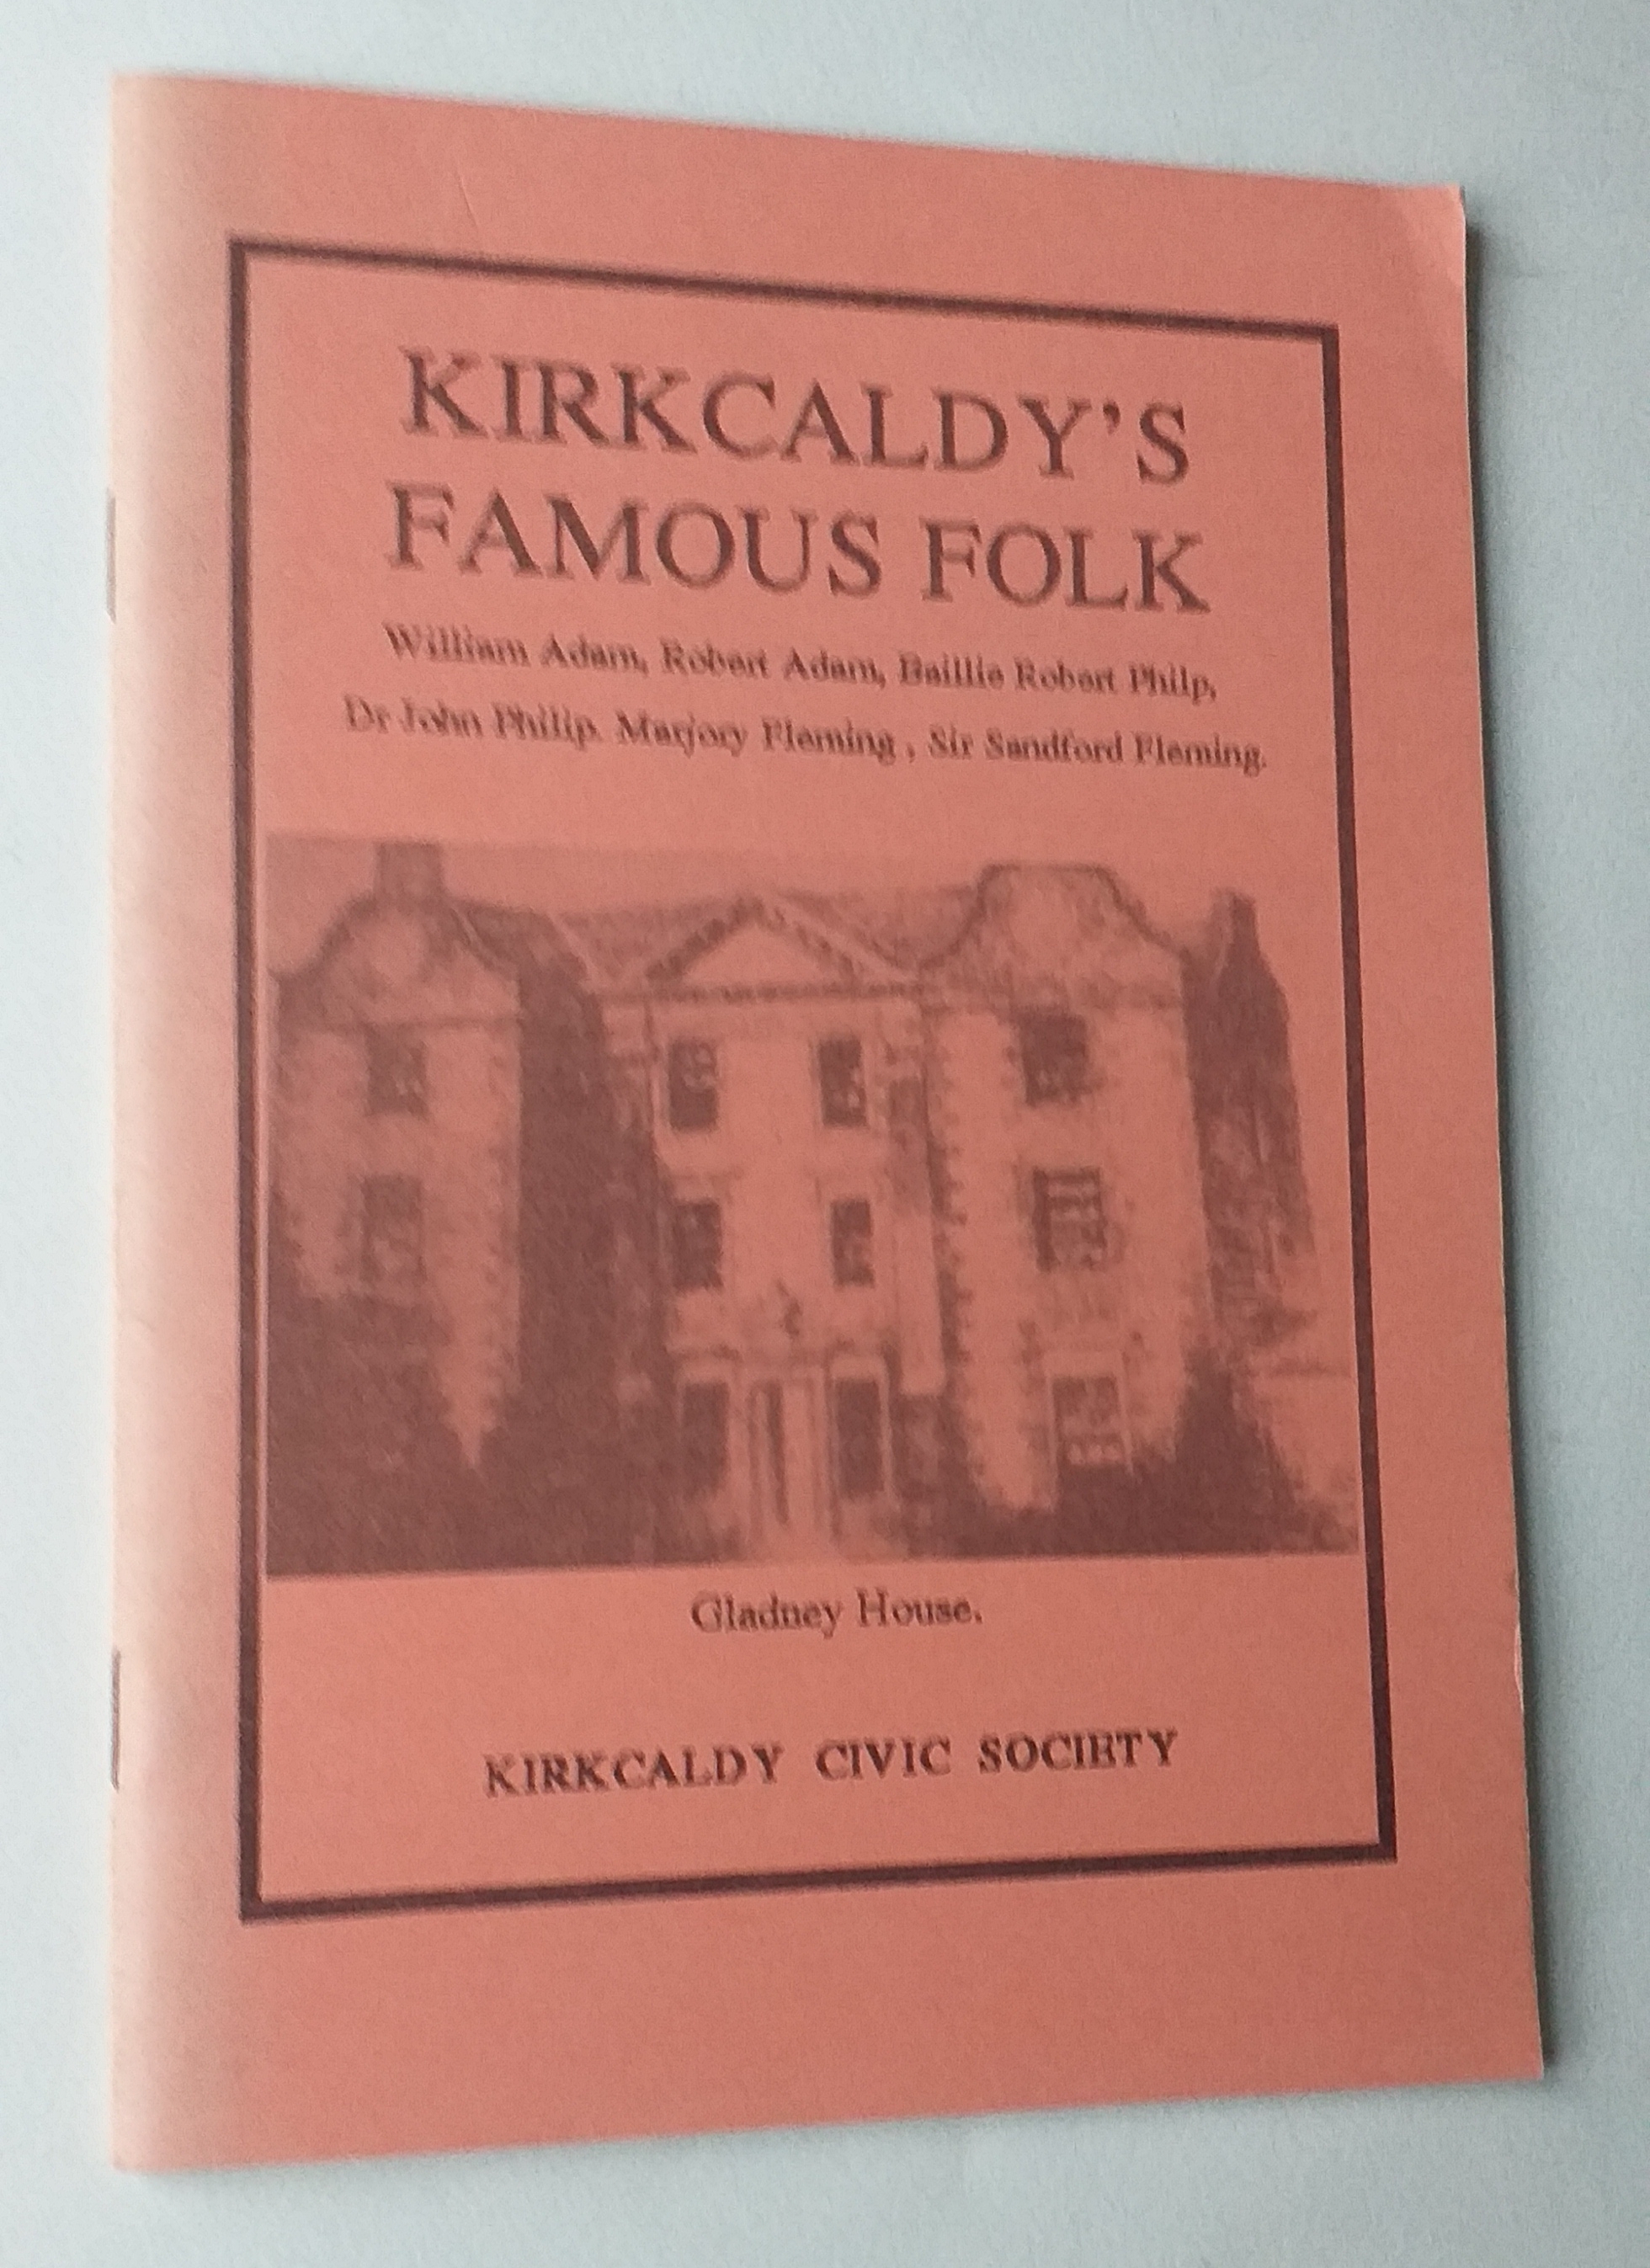 KIRKCALDY'S
FAMOUS FOLK
William Adam, Robert Adam, Baillie Robert Philp,
Dr John Philip. Marjory Fleming , Sir Sandford Fleming.
Gladney House.
KIRKCALDY CIVIC SOCIETY